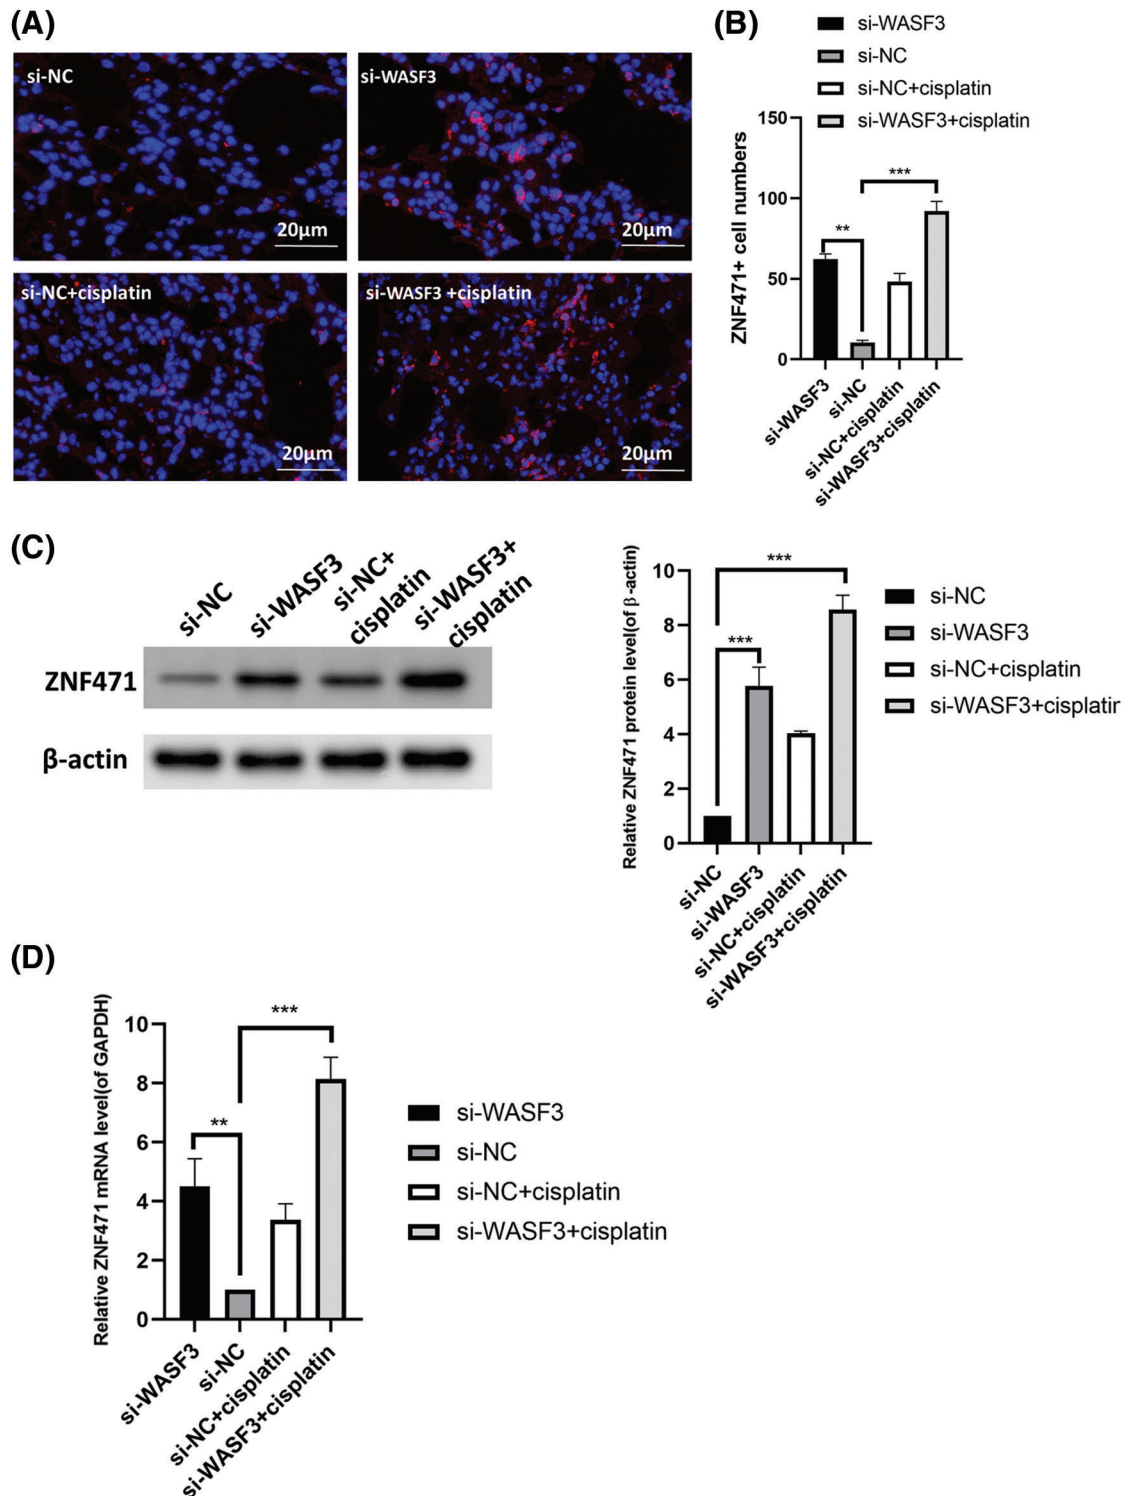 (A)
si-NC
si-WASF3
20μm
20μm
si-NC+cisplatin
si-WASF3 +cisplatin
20μm
20μm
(B)
si-WASF3
si-NC
si-NC+cisplatin
si-WASF3+cisplatin
ZNF471+ cell numbers
150
100
50
0
**
***
si-WASF3
si-NC
si-NC+cisplatin
si-WASF3+cisplatin
(C)
si-NC
si-WASF3
si-NC+
cisplatin
si-WASF3+
cisplatin
ZNF471
β-actin
Relative ZNF471 protein level(of β-actin)
10
8
6
4
2
0
***
***
si-NC
si-WASF3
si-NC+cisplatin
si-WASF3+cisplatin
si-NC
si-WASF3
si-NC+cisplatin
si-WASF3+cisplatir
(D)
Relative ZNF471 mRNA level(of GAPDH)
10
8
6
4
2
0
**
***
si-WASF3
si-NC
si-NC+cisplatin
si-WASF3+cisplatin
si-WASF3
si-NC
si-NC+cisplatin
si-WASF3+cisplatin